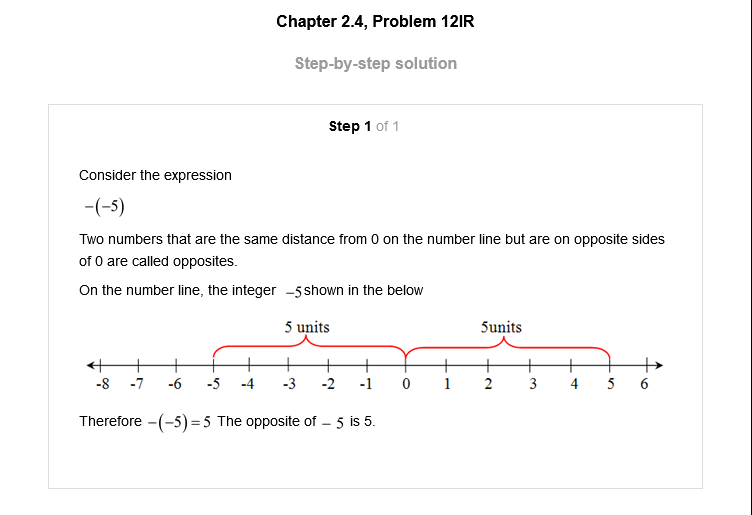 Chapter 2.4, Problem 12IR
Step-by-step solution
Step 1 of 1
Consider the expression
−(−5)
Two numbers that are the same distance from 0 on the number line but are on opposite sides
of 0 are called opposites.
On the number line, the integer −5 shown in the below
5 units 5units
-8 -7 -6 -5 -4 -3 -2 -1 0 1 2 3 4 5 6
Therefore −(−5)=5 The opposite of − 5 is 5.